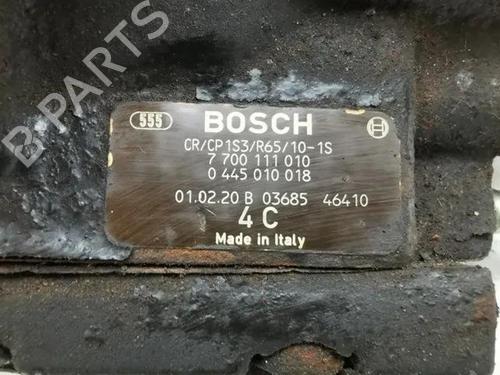 B-PARTS
555 BOSCH
CR/CP1S3/R65/10-1S
7 700 111 010
0 445 010 018
01.02.20 B 03685 46410
4 C
Made in Italy